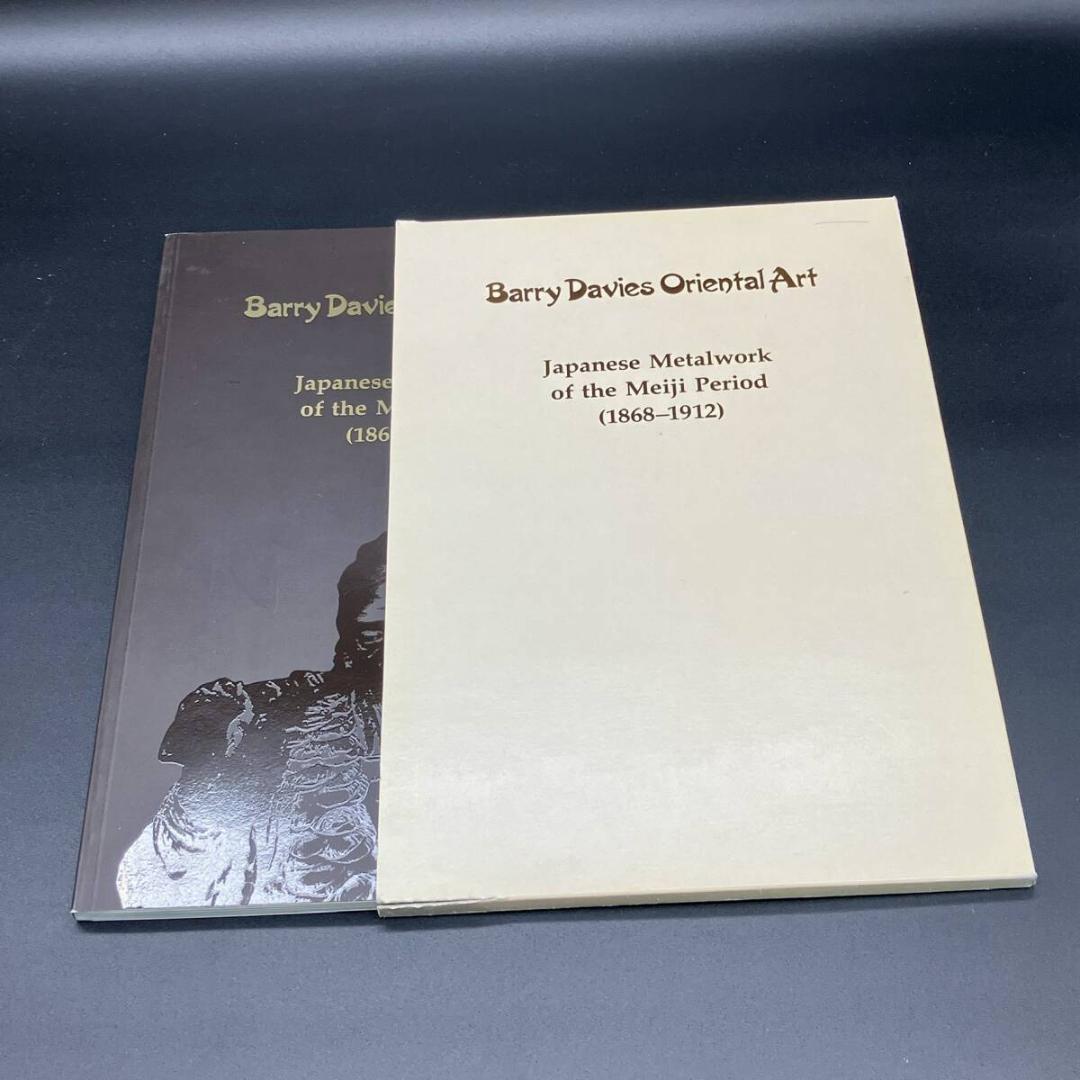 Barry Davie
Japanese
of the M
(186
Barry Davies Oriental Art
Japanese Metalwork
of the Meiji Period
(1868–1912)